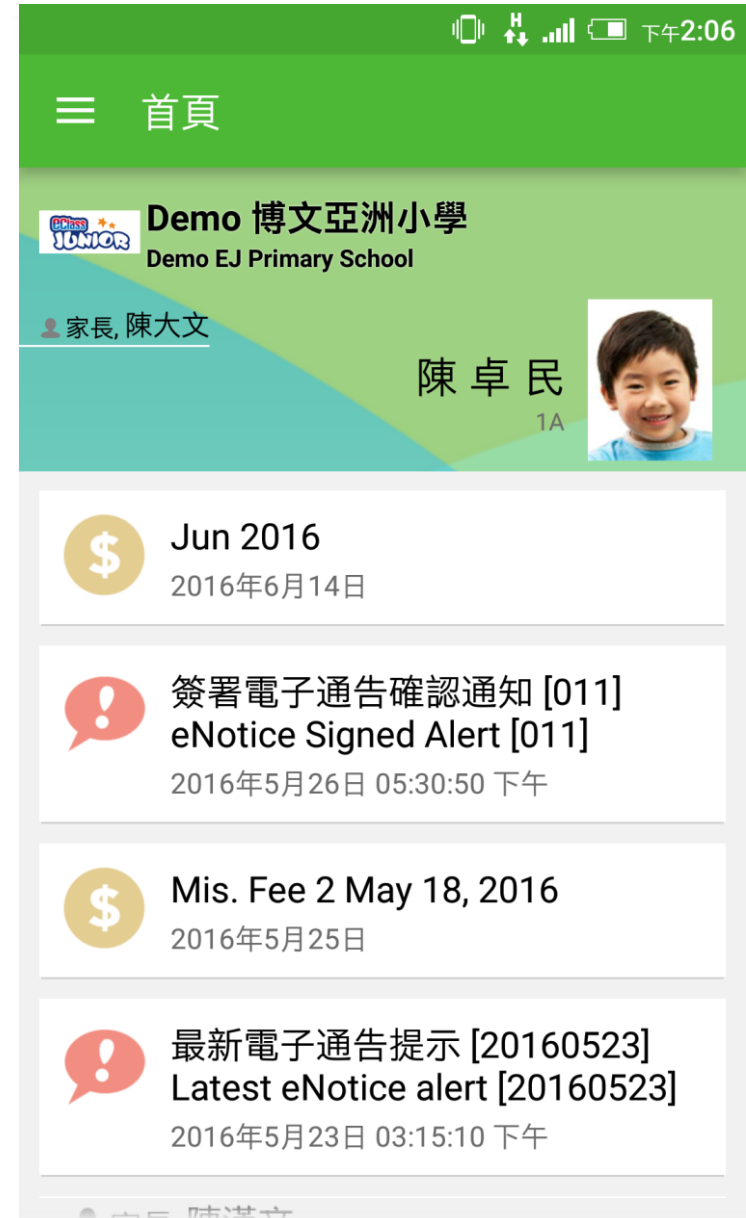 H
下午2:06
首頁
eClass
JUNIOR
Demo 博文亞洲小學
Demo EJ Primary School
家長, 陳大文
陳 卓 民
1A
$
Jun 2016
2016年6月14日
!
簽署電子通告確認通知 [011]
eNotice Signed Alert [011]
2016年5月26日 05:30:50 下午
$
Mis. Fee 2 May 18, 2016
2016年5月25日
!
最新電子通告提示 [20160523]
Latest eNotice alert [20160523]
2016年5月23日 03:15:10 下午